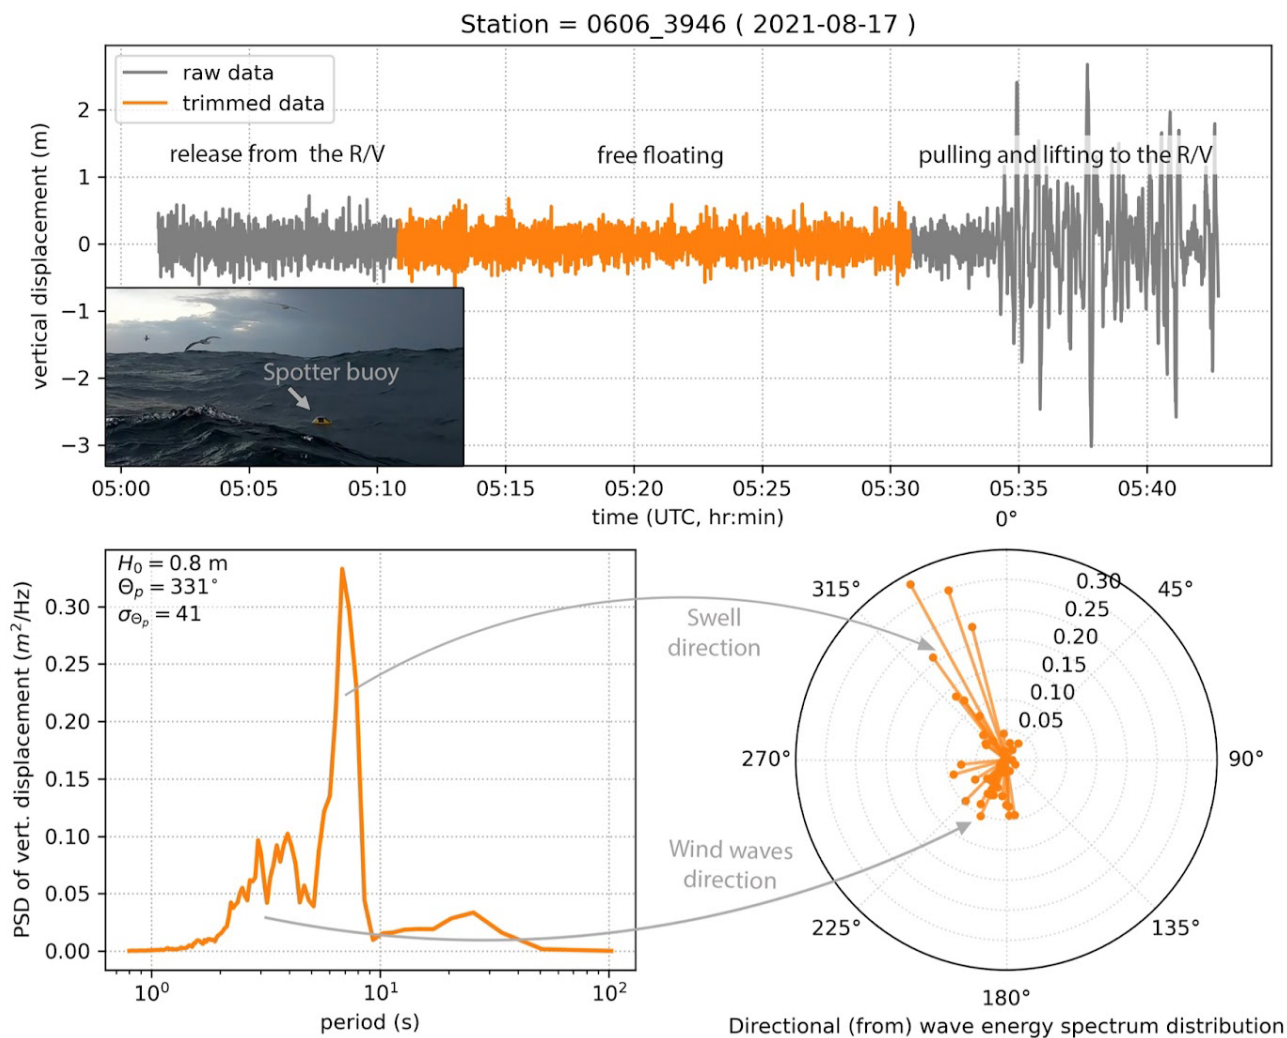 Station = 0606_3946 ( 2021-08-17 )
raw data
trimmed data
release from the R/V
free floating
pulling and lifting to the R/V
vertical displacement (m)
2
1
0
−1
−2
−3
Spotter buoy
05:00 05:05 05:10 05:15 05:20 05:25 05:30 05:35 05:40
time (UTC, hr:min)
H₀ = 0.8 m
Θₚ = 331°
σ_Θₚ = 41
PSD of vert. displacement (m²/Hz)
0.30
0.25
0.20
0.15
0.10
0.05
0.00
10⁰ 10¹ 10²
period (s)
Swell
direction
Wind waves
direction
0°
315°
45°
0.30
0.25
0.20
0.15
0.10
0.05
270°
90°
225°
135°
180°
Directional (from) wave energy spectrum distribution